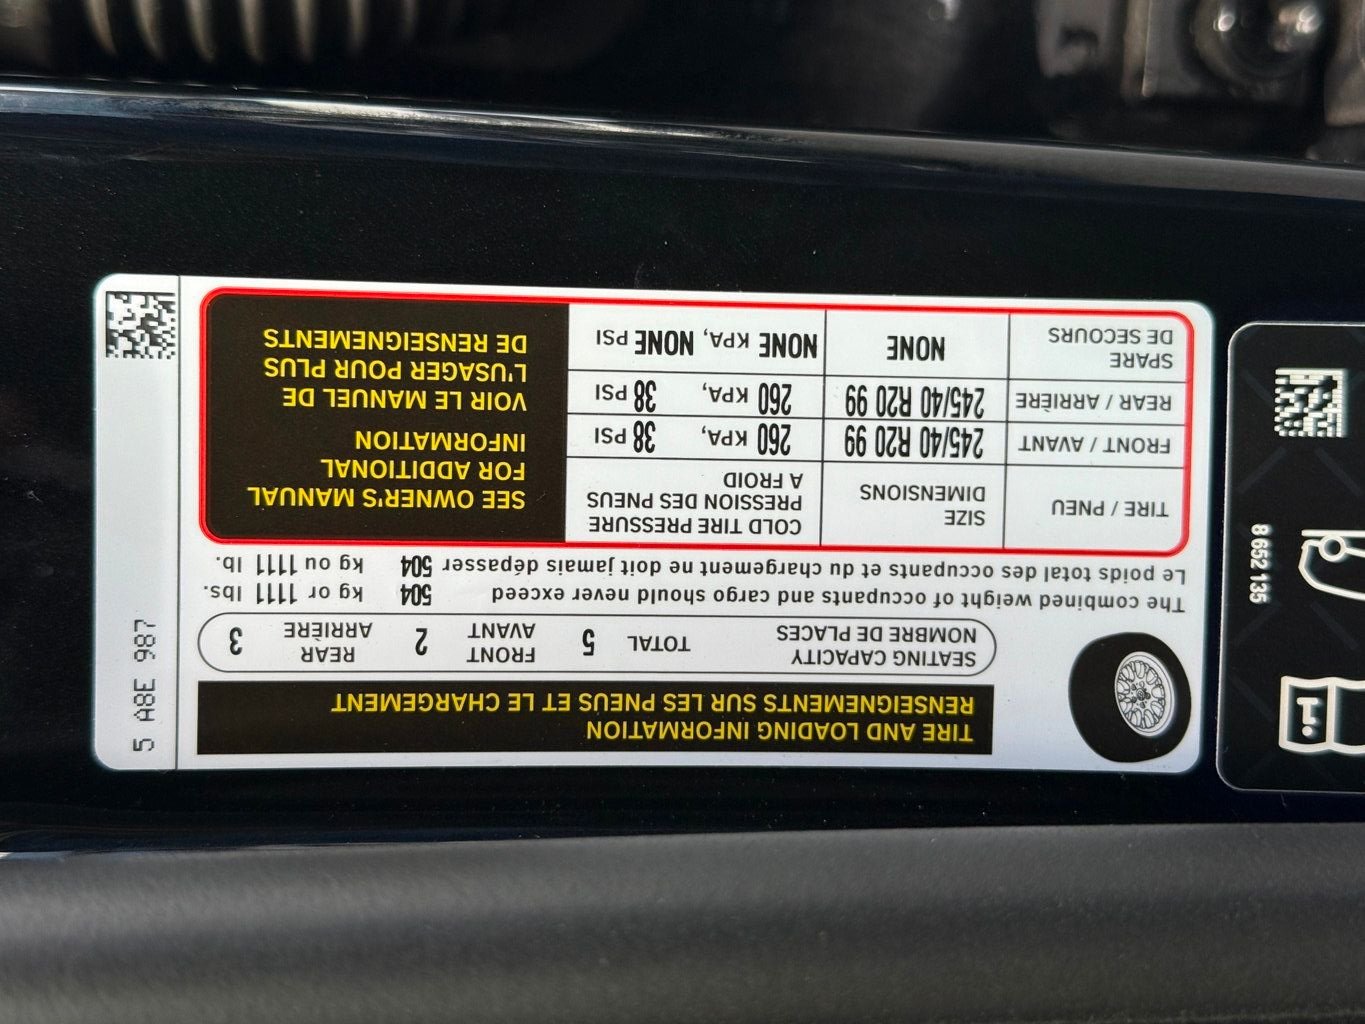 TIRE AND LOADING INFORMATION
RENSEIGNEMENTS SUR LES PNEUS ET LE CHARGEMENT
SEATING CAPACITY
NOMBRE DE PLACES
TOTAL 5
FRONT
AVANT
2
REAR
ARRIÈRE
3
The combined weight of occupants and cargo should never exceed 504 kg or 1111 lbs.
Le poids total des occupants et du chargement ne doit jamais dépasser 504 kg ou 1111 lb.
TIRE / PNEU
SIZE
DIMENSIONS
COLD TIRE PRESSURE
PRESSION DES PNEUS
A FROID
FRONT / AVANT 245/40 R20 99 260 KPA, 38 PSI
REAR / ARRIÈRE 245/40 R20 99 260 KPA, 38 PSI
SPARE
DE SECOURS
NONE NONE KPA, NONE PSI
SEE OWNER'S MANUAL
FOR ADDITIONAL
INFORMATION
VOIR LE MANUEL DE
L'USAGER POUR PLUS
DE RENSEIGNEMENTS
5 A8E 987
8 652 135
i